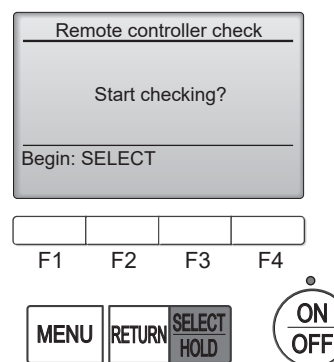 Remote controller check
Start checking?
Begin: SELECT
F1 F2 F3 F4
MENU RETURN SELECT HOLD
ON
OFF